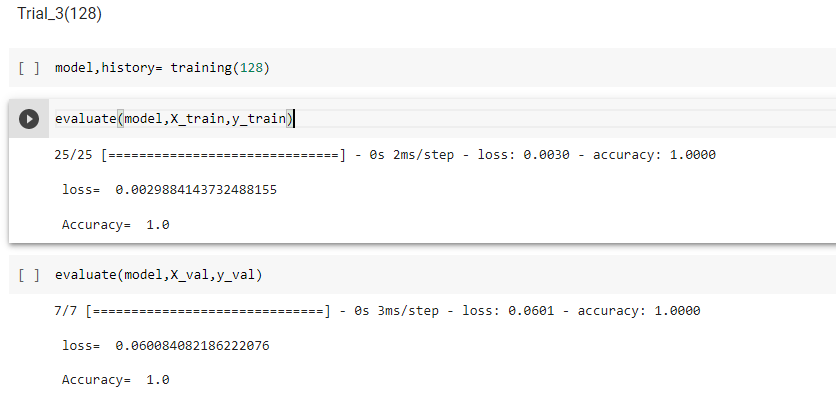 Trial_3(128)
[ ] model,history= training(128)
evaluate(model,X_train,y_train)
25/25 [==============================] - 0s 2ms/step - loss: 0.0030 - accuracy: 1.0000
loss= 0.0029884143732488155
Accuracy= 1.0
[ ] evaluate(model,X_val,y_val)
7/7 [==============================] - 0s 3ms/step - loss: 0.0601 - accuracy: 1.0000
loss= 0.060084082186222076
Accuracy= 1.0